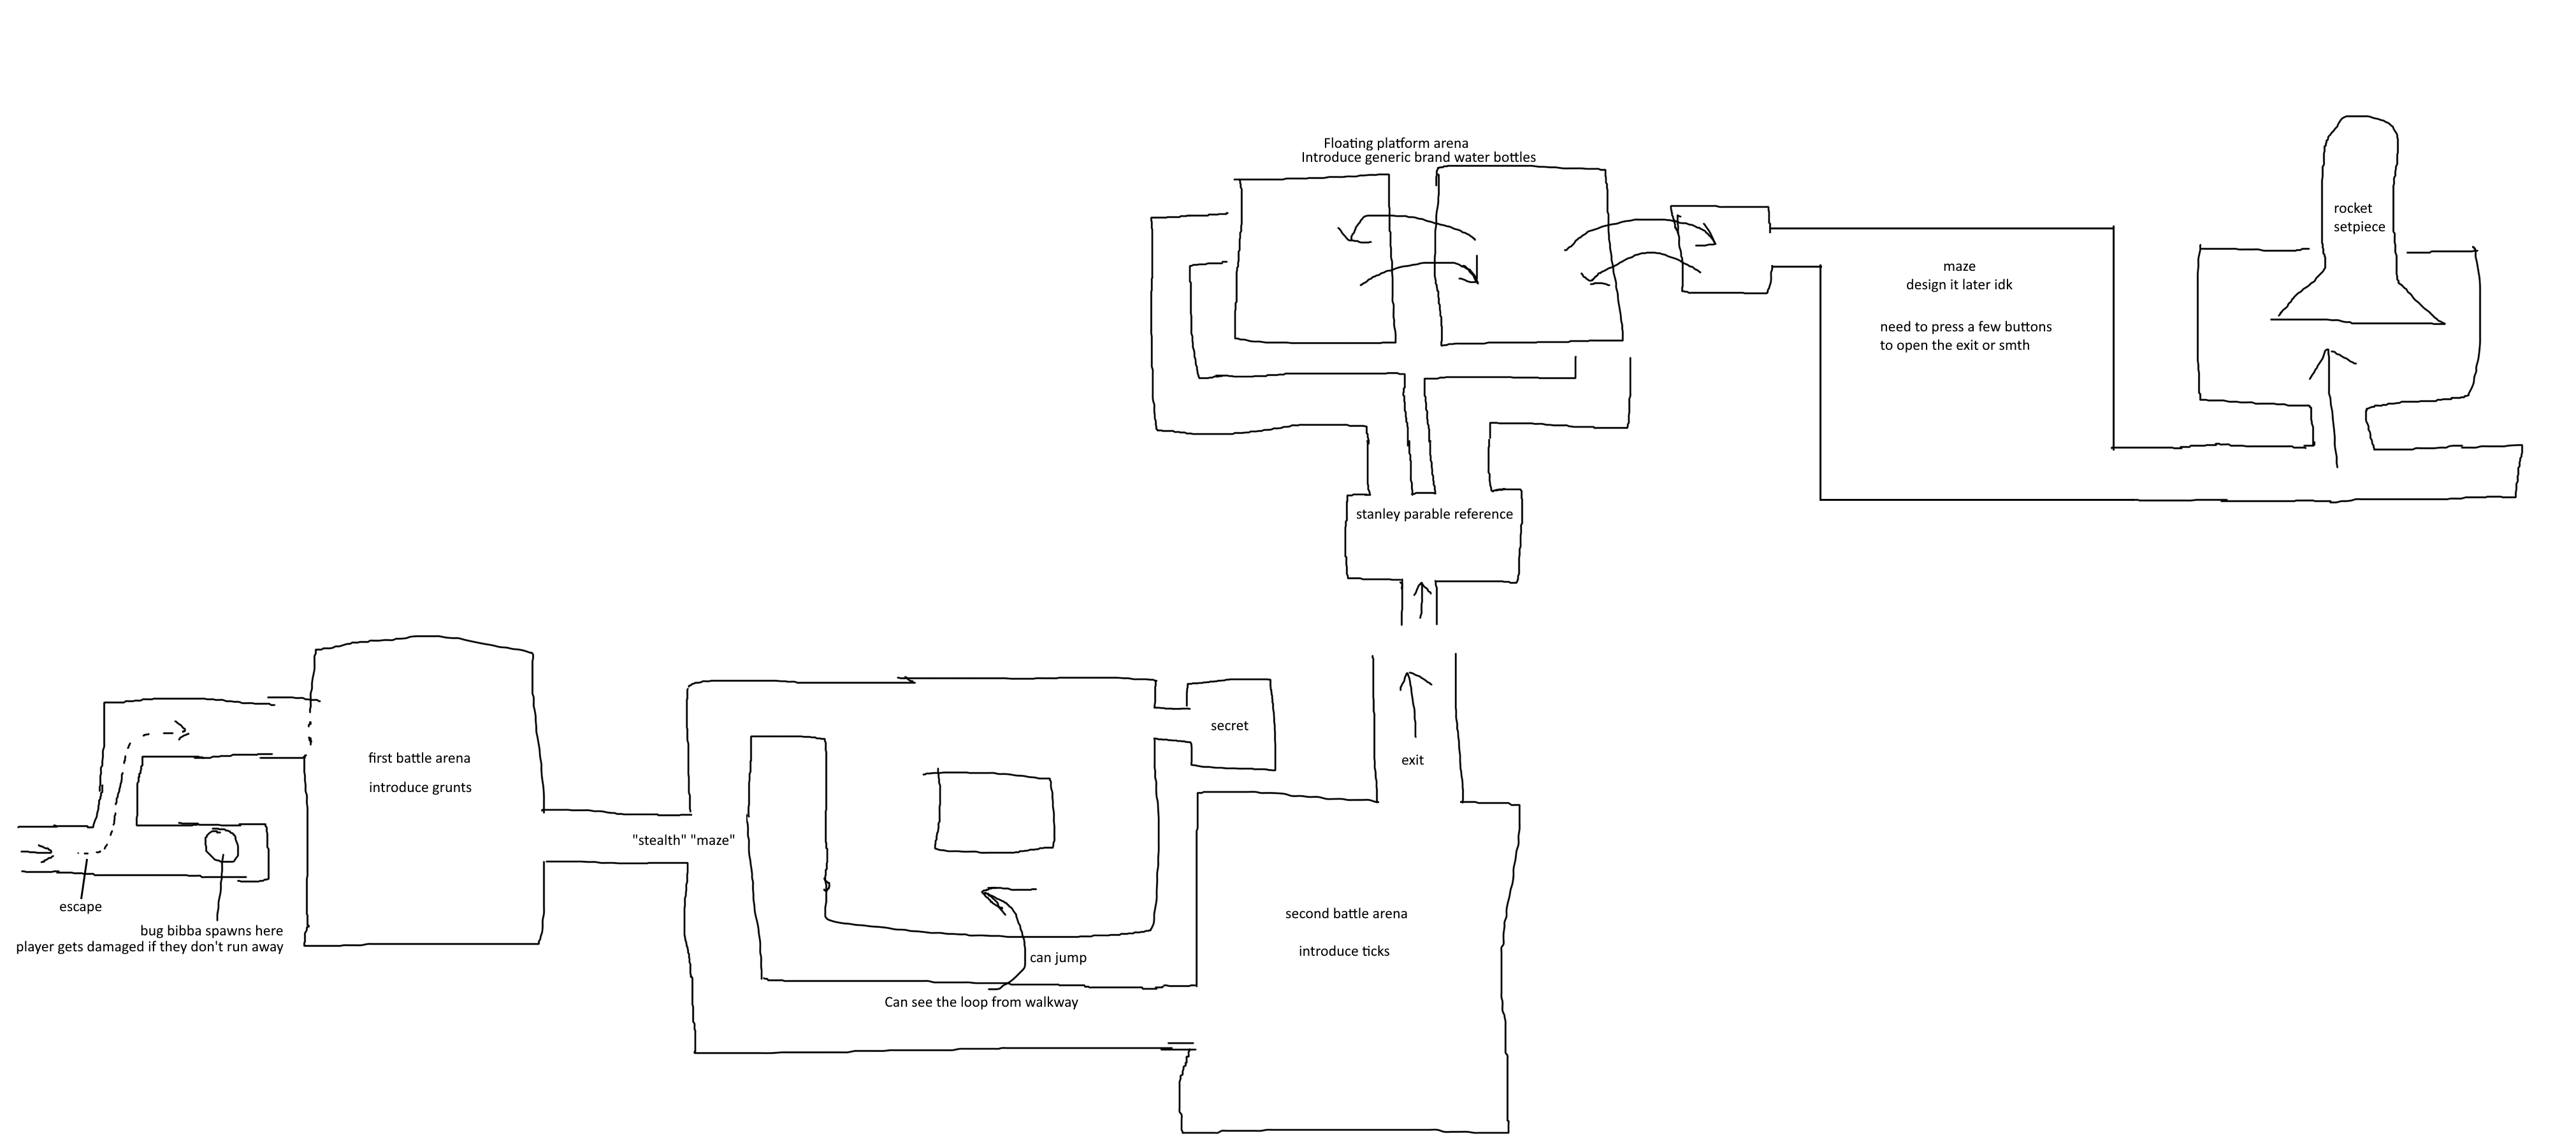 Floating platform arena
Introduce generic brand water bottles
rocket
setpiece
maze
design it later idk
need to press a few buttons
to open the exit or smth
stanley parable reference
secret
exit
first battle arena
introduce grunts
"stealth" "maze"
escape
bug bibba spawns here
player gets damaged if they don't run away
can jump
Can see the loop from walkway
second battle arena
introduce ticks